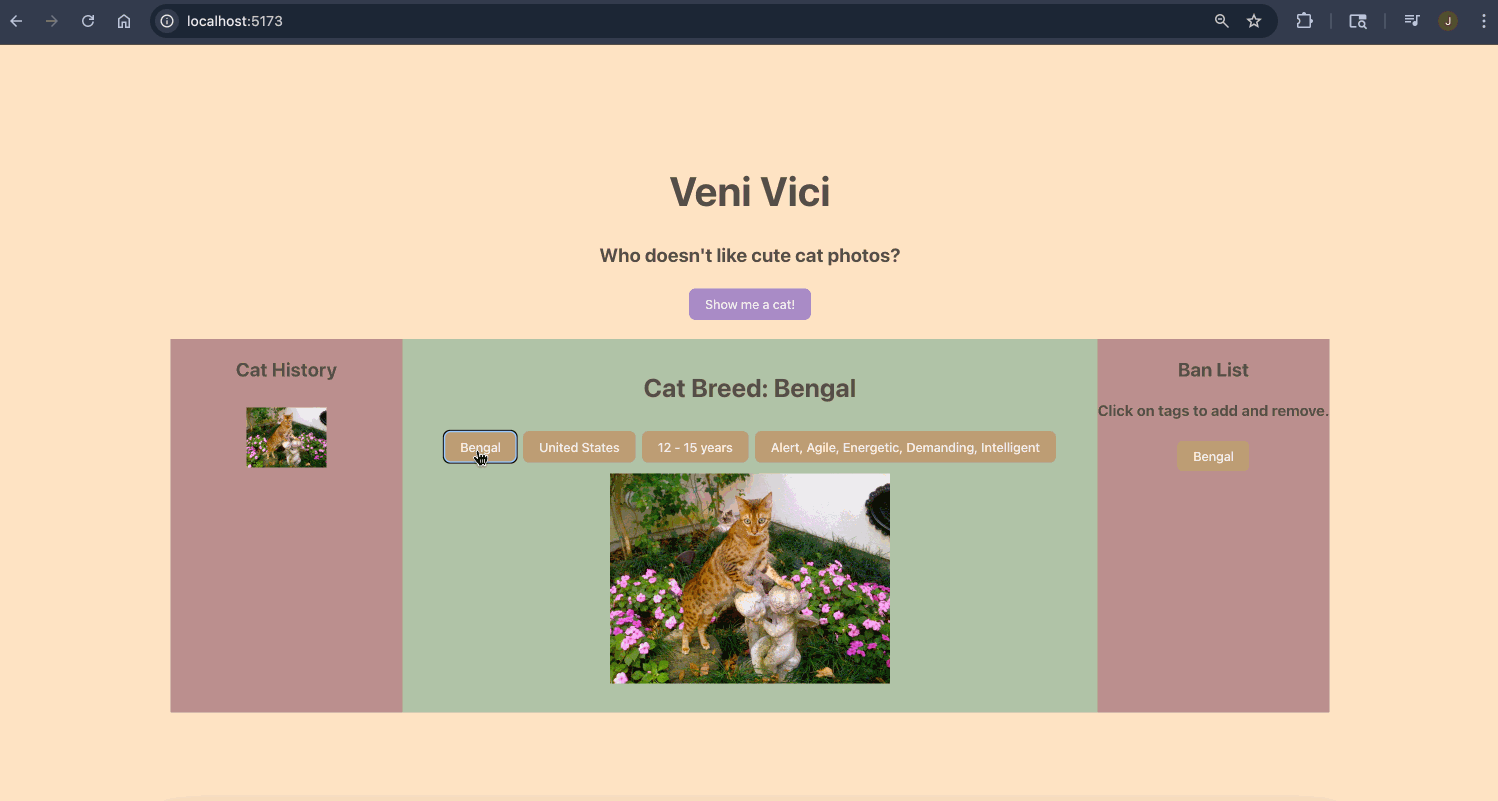 localhost:5173
J
Veni Vici
Who doesn't like cute cat photos?
Show me a cat!
Cat History
Cat Breed: Bengal
Bengal
United States
12 - 15 years
Alert, Agile, Energetic, Demanding, Intelligent
Ban List
Click on tags to add and remove.
Bengal